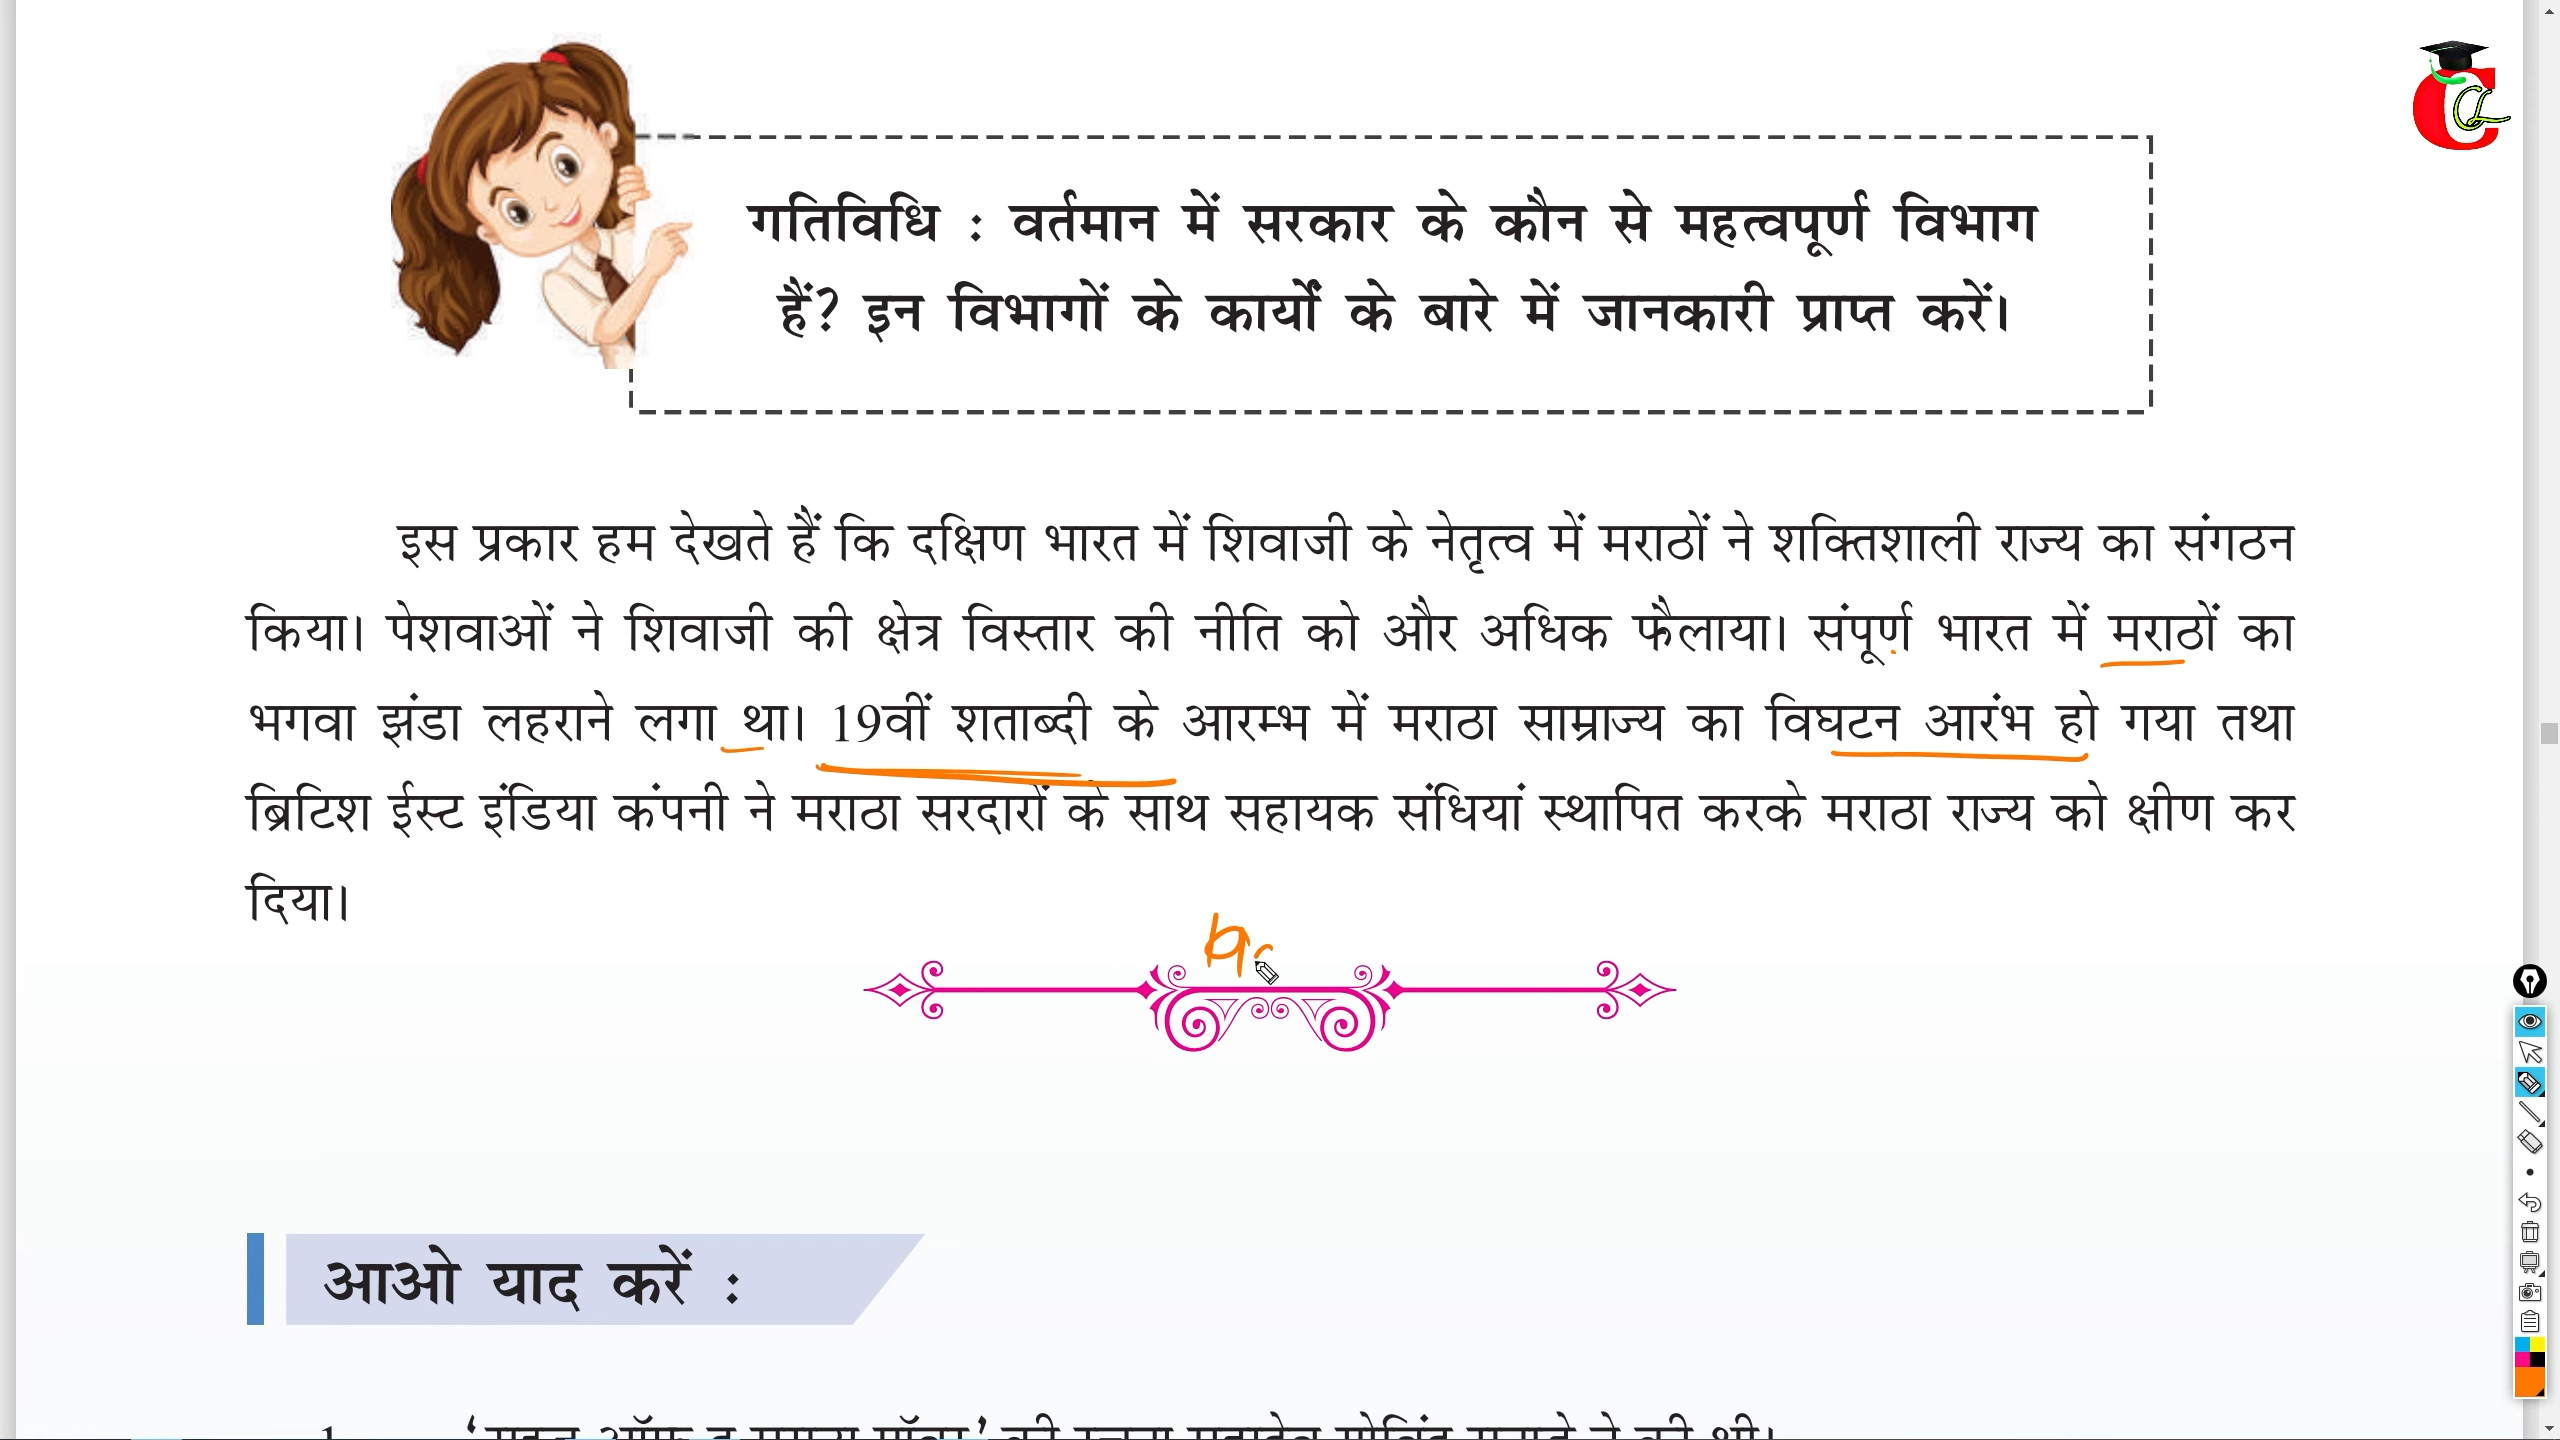 गतिविधि : वर्तमान में सरकार के कौन से महत्वपूर्ण विभाग
हैं? इन विभागों के कार्यों के बारे में जानकारी प्राप्त करें।
इस प्रकार हम देखते हैं कि दक्षिण भारत में शिवाजी के नेतृत्व में मराठों ने शक्तिशाली राज्य का संगठन
किया। पेशवाओं ने शिवाजी की क्षेत्र विस्तार की नीति को और अधिक फैलाया। संपूर्ण भारत में मराठों का
भगवा झंडा लहराने लगा था। 19वीं शताब्दी के आरम्भ में मराठा साम्राज्य का विघटन आरंभ हो गया तथा
ब्रिटिश ईस्ट इंडिया कंपनी ने मराठा सरदारों के साथ सहायक संधियां स्थापित करके मराठा राज्य को क्षीण कर
दिया।
आओ याद करें :